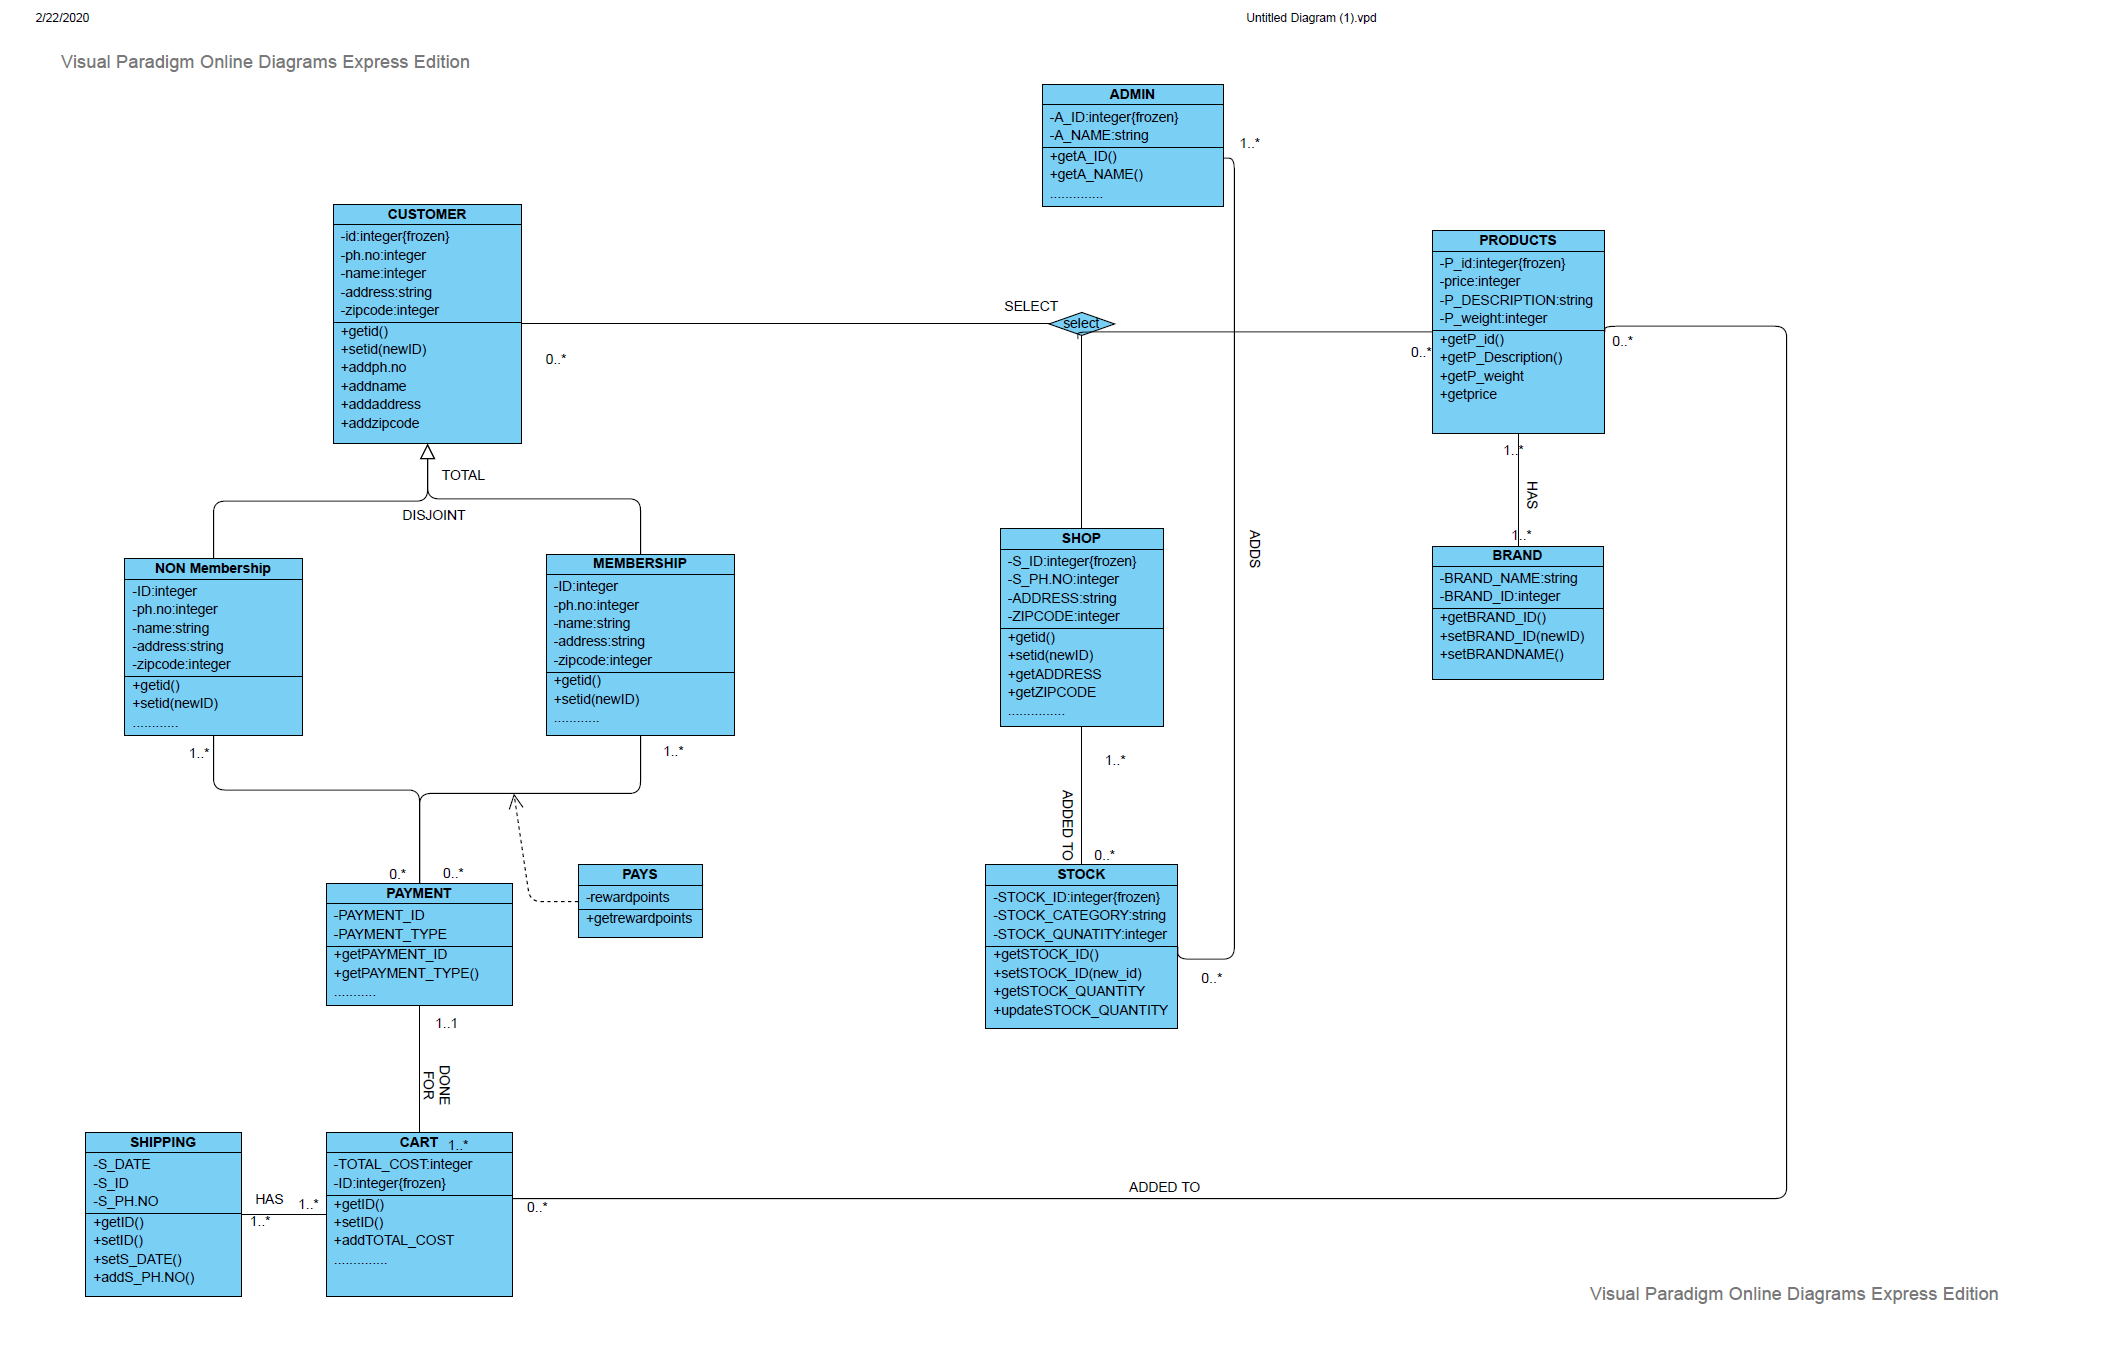 2/22/2020
Untitled Diagram (1).vpd
Visual Paradigm Online Diagrams Express Edition
ADMIN
-A_ID:integer{frozen}
-A_NAME:string
+getA_ID()
+getA_NAME()
..............
1..*
CUSTOMER
-id:integer{frozen}
-ph.no:integer
-name:integer
-address:string
-zipcode:integer
+getid()
+setid(newID)
+addph.no
+addname
+addaddress
+addzipcode
0..*
SELECT
select
PRODUCTS
-P_id:integer{frozen}
-price:integer
-P_DESCRIPTION:string
-P_weight:integer
+getP_id()
+getP_Description()
+getP_weight
+getprice
0..*
0..*
1..*
HAS
1..*
TOTAL
DISJOINT
NON Membership
-ID:integer
-ph.no:integer
-name:string
-address:string
-zipcode:integer
+getid()
+setid(newID)
............
1..*
MEMBERSHIP
-ID:integer
-ph.no:integer
-name:string
-address:string
-zipcode:integer
+getid()
+setid(newID)
............
1..*
SHOP
-S_ID:integer{frozen}
-S_PH.NO:integer
-ADDRESS:string
-ZIPCODE:integer
+getid()
+setid(newID)
+getADDRESS
+getZIPCODE
...............
1..*
ADDS
BRAND
-BRAND_NAME:string
-BRAND_ID:integer
+getBRAND_ID()
+setBRAND_ID(newID)
+setBRANDNAME()
ADDED TO
0..*
0.*
0..*
PAYMENT
-PAYMENT_ID
-PAYMENT_TYPE
+getPAYMENT_ID
+getPAYMENT_TYPE()
...........
1..1
PAYS
-rewardpoints
+getrewardpoints
STOCK
-STOCK_ID:integer{frozen}
-STOCK_CATEGORY:string
-STOCK_QUNATITY:integer
+getSTOCK_ID()
+setSTOCK_ID(new_id)
+getSTOCK_QUANTITY
+updateSTOCK_QUANTITY
0..*
DONE
FOR
SHIPPING
-S_DATE
-S_ID
-S_PH.NO
+getID()
+setID()
+setS_DATE()
+addS_PH.NO()
HAS
1..*
1..*
CART
1..*
-TOTAL_COST:integer
-ID:integer{frozen}
+getID()
+setID()
+addTOTAL_COST
..............
0..*
ADDED TO
Visual Paradigm Online Diagrams Express Edition